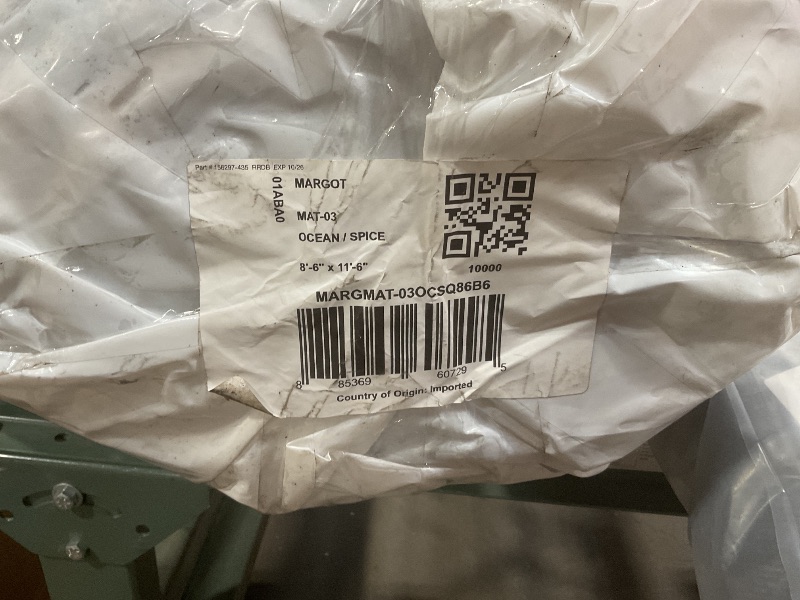 Part # 156297-435 RRDB EXP 10/26
01ABA0
MARGOT
MAT-03
OCEAN / SPICE
8'-6" x 11'-6"
10000
MARGMAT-03OCSQ86B6
8 85369 60729 5
Country of Origin: Imported